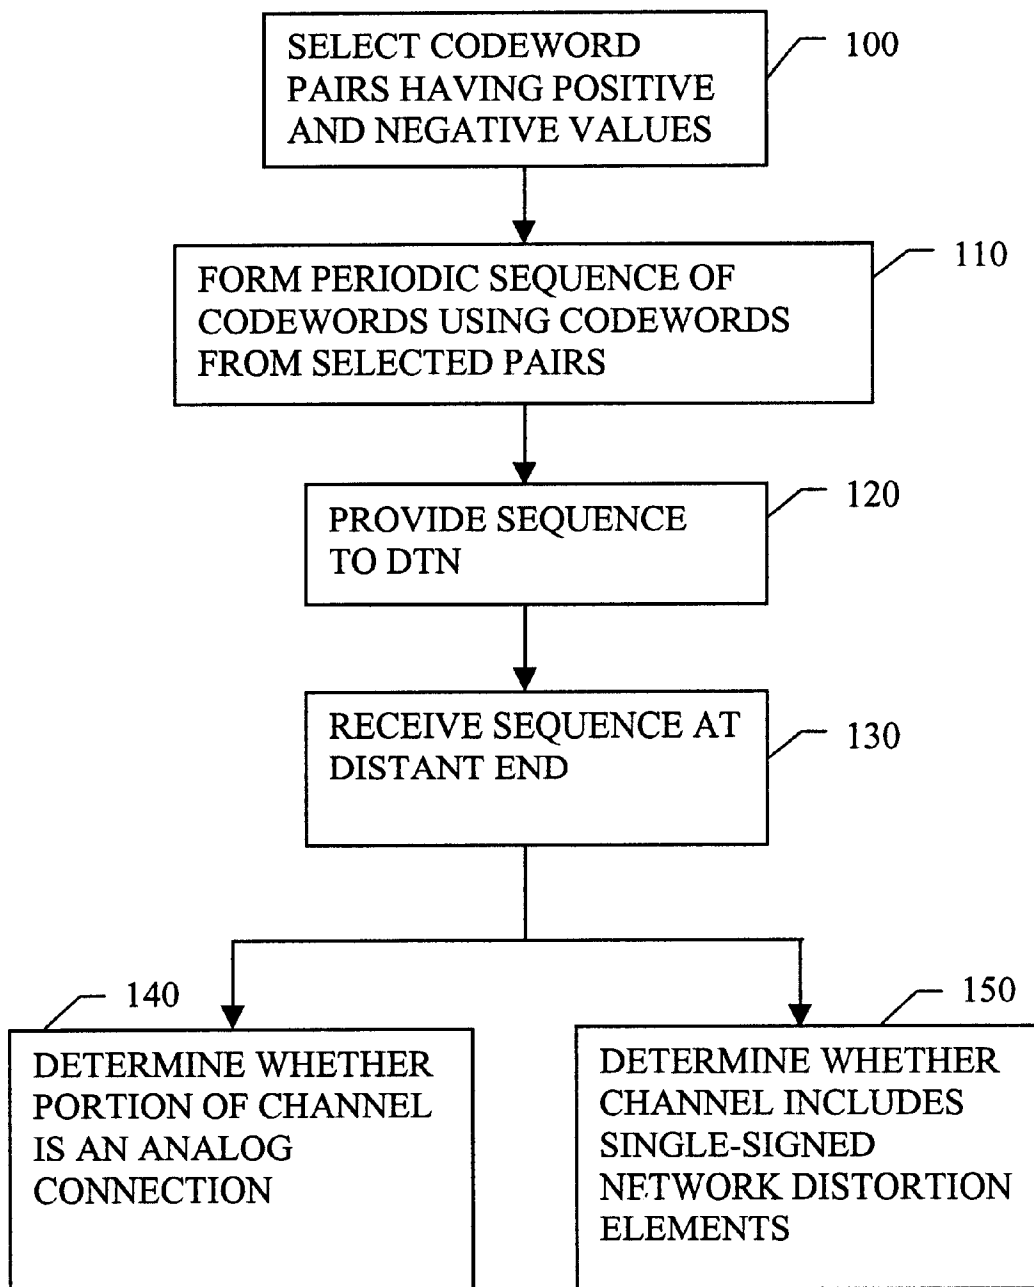 SELECT CODEWORD
PAIRS HAVING POSITIVE
AND NEGATIVE VALUES
100
FORM PERIODIC SEQUENCE OF
CODEWORDS USING CODEWORDS
FROM SELECTED PAIRS
110
PROVIDE SEQUENCE
TO DTN
120
RECEIVE SEQUENCE AT
DISTANT END
130
140
DETERMINE WHETHER
PORTION OF CHANNEL
IS AN ANALOG
CONNECTION
150
DETERMINE WHETHER
CHANNEL INCLUDES
SINGLE-SIGNED
NETWORK DISTORTION
ELEMENTS